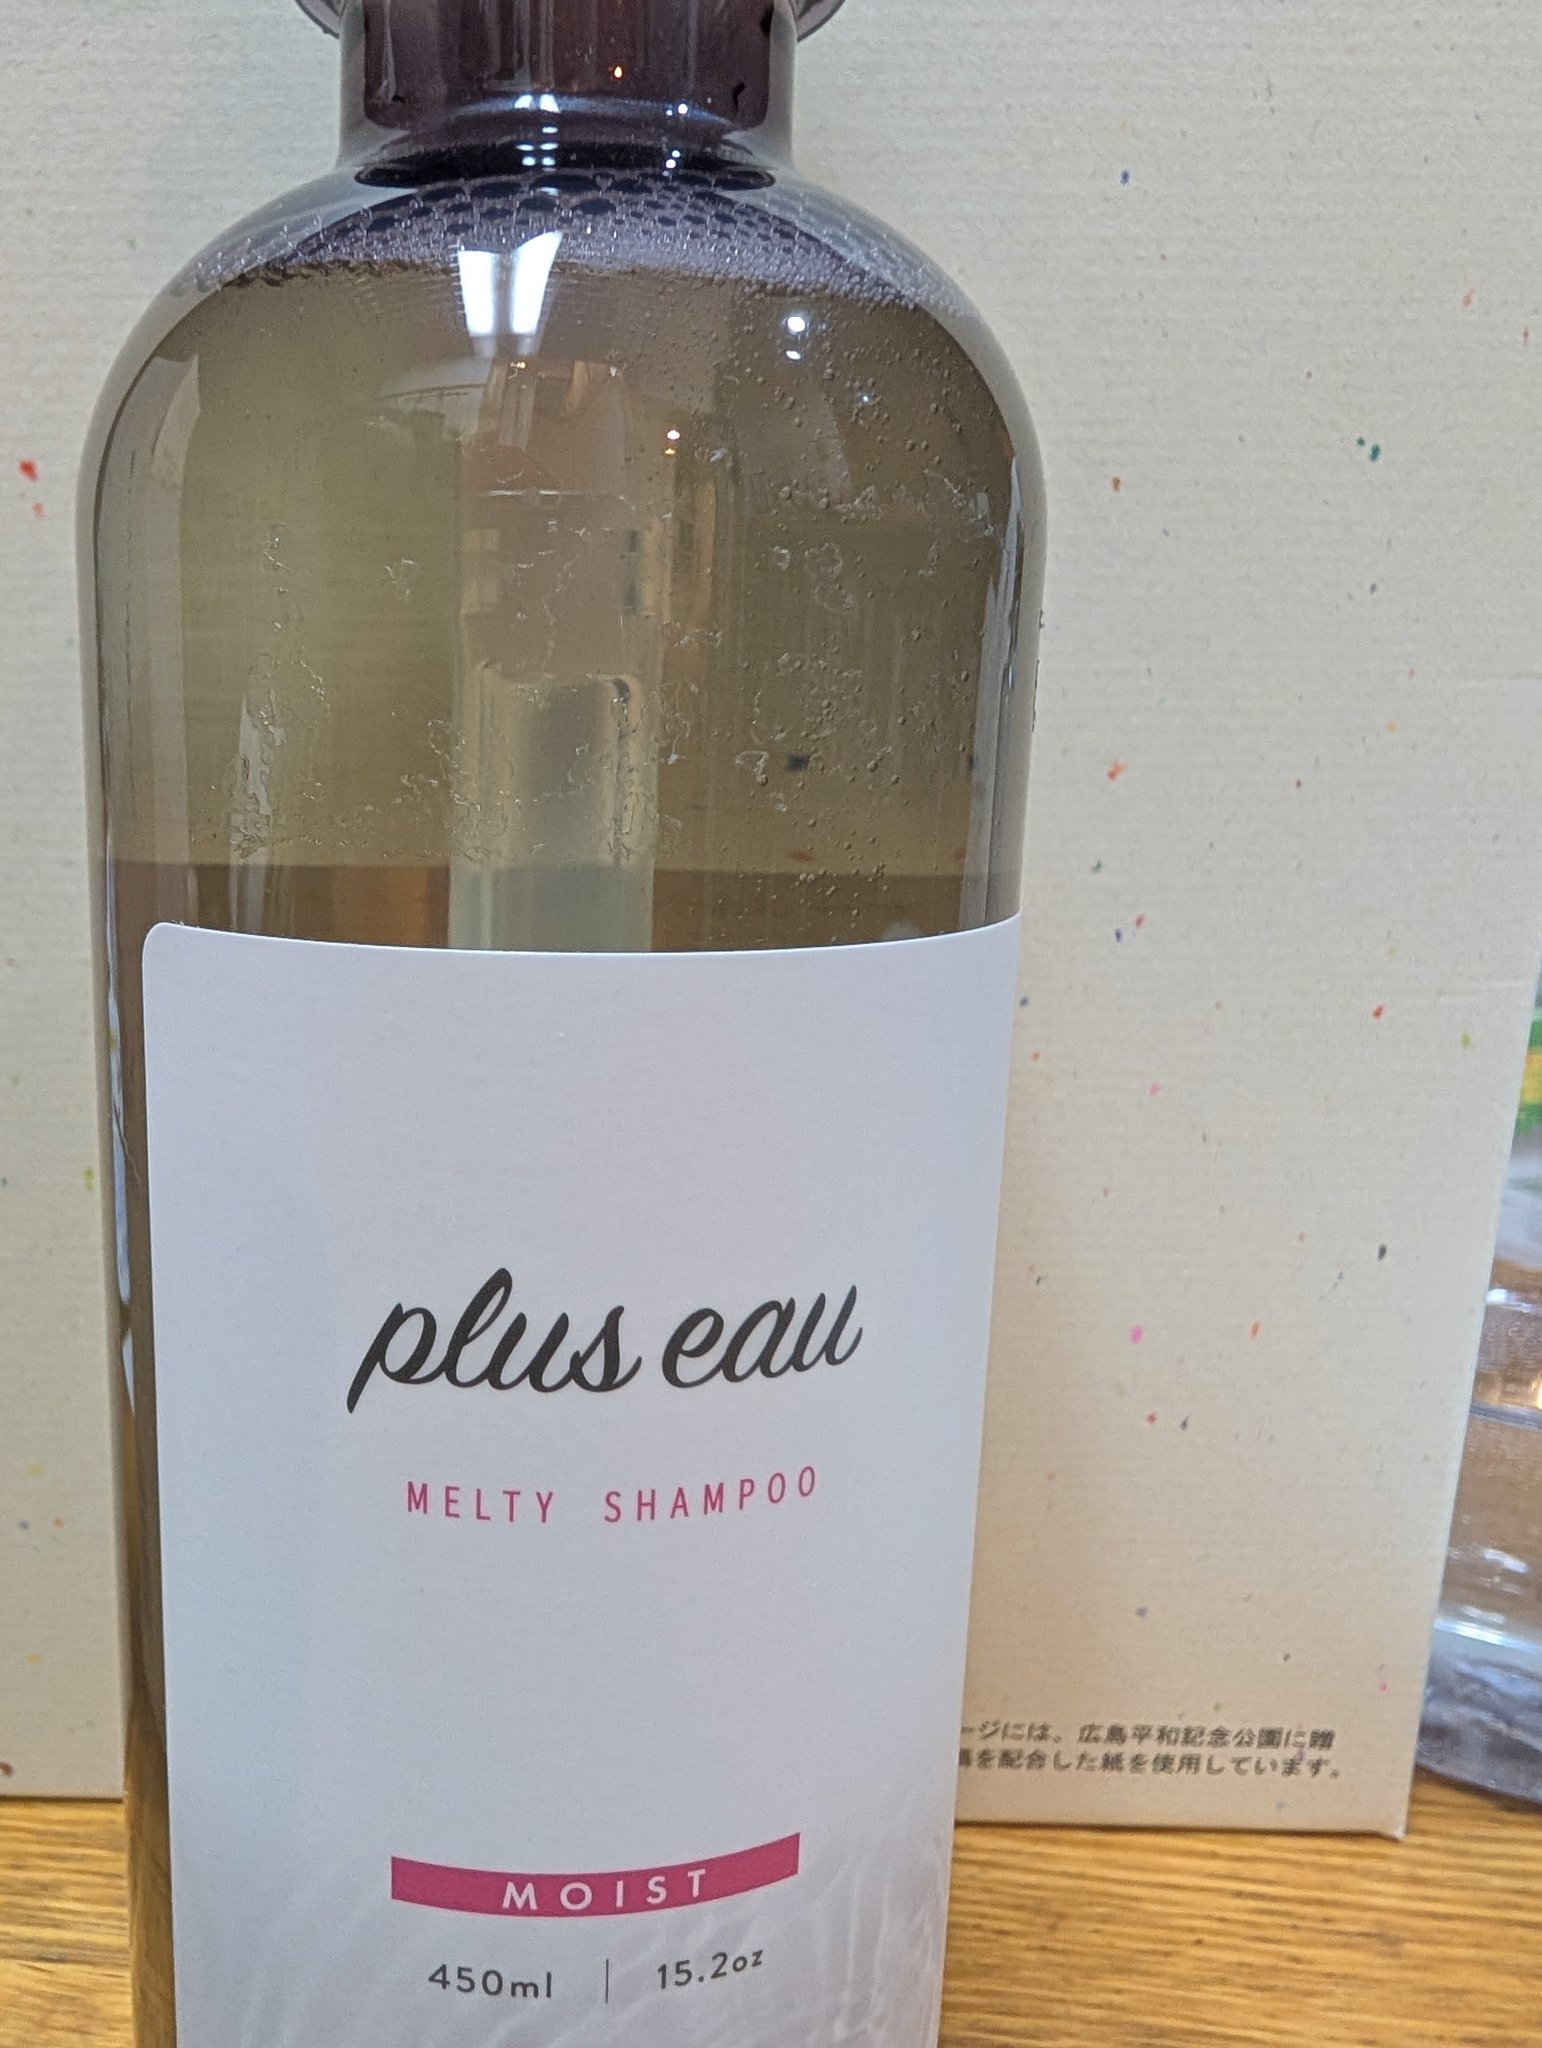 plus eau
MELTY SHAMPOO
MOIST
450ml | 15.2oz
ージには、広島平和記念公園に贈
を配合した紙を使用しています。